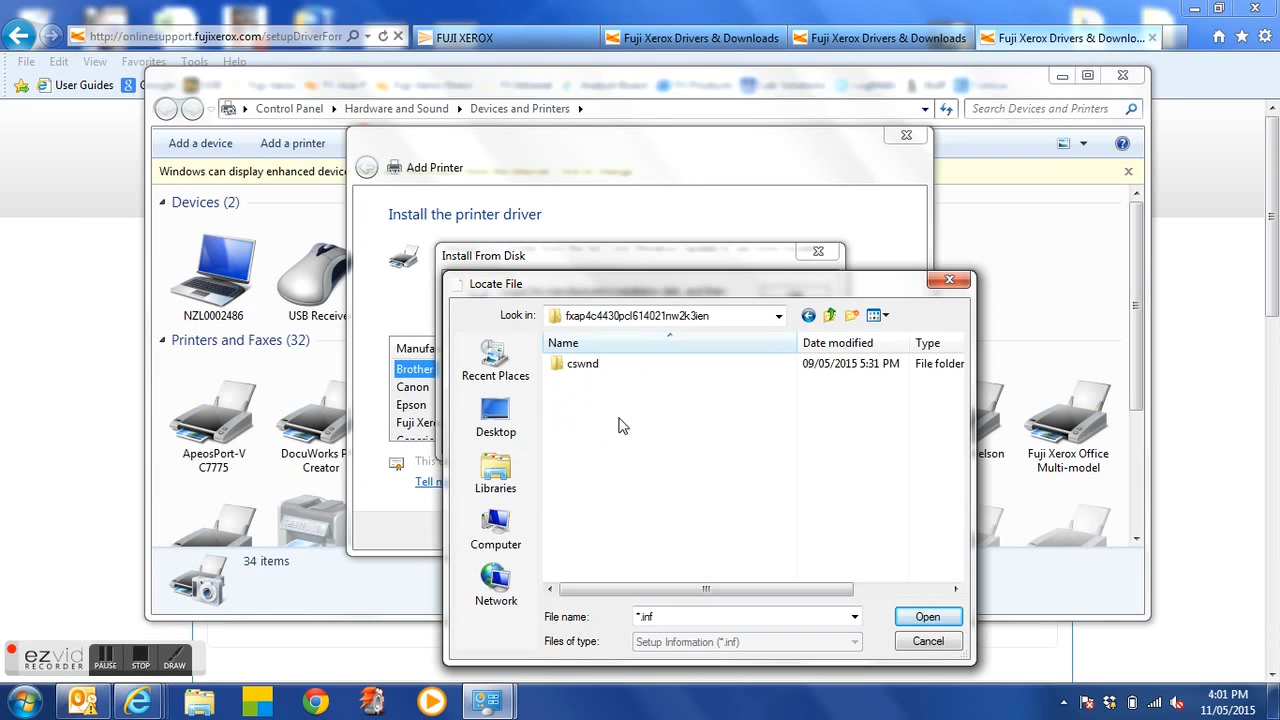 http://onlinesupport.fujixerox.com/setupDriverForr
FUJI XEROX
Fuji Xerox Drivers & Downloads
Fuji Xerox Drivers & Downloads
Fuji Xerox Drivers & Downlo...
File Edit View Favorites Tools Help
User Guides
Control Panel Hardware and Sound Devices and Printers
Search Devices and Printers
Add a device Add a printer
Windows can display enhanced device
Devices (2)
NZL0002486
USB Receive
Printers and Faxes (32)
ApeosPort-V
C7775
DocuWorks P
Creator
elson
Fuji Xerox Office
Multi-model
34 items
Add Printer
Install the printer driver
Manufa
Brother
Canon
Epson
Fuji Xero
This
Tell m
Install From Disk
Locate File
Look in: fxap4c4430pcl614021nw2k3ien
Name Date modified Type
cswnd 09/05/2015 5:31 PM File folder
Recent Places
Desktop
Libraries
Computer
Network
File name: *.inf Open
Files of type: Setup Information (*.inf) Cancel
ezvid
RECORDER
PAUSE STOP DRAW
4:01 PM
11/05/2015